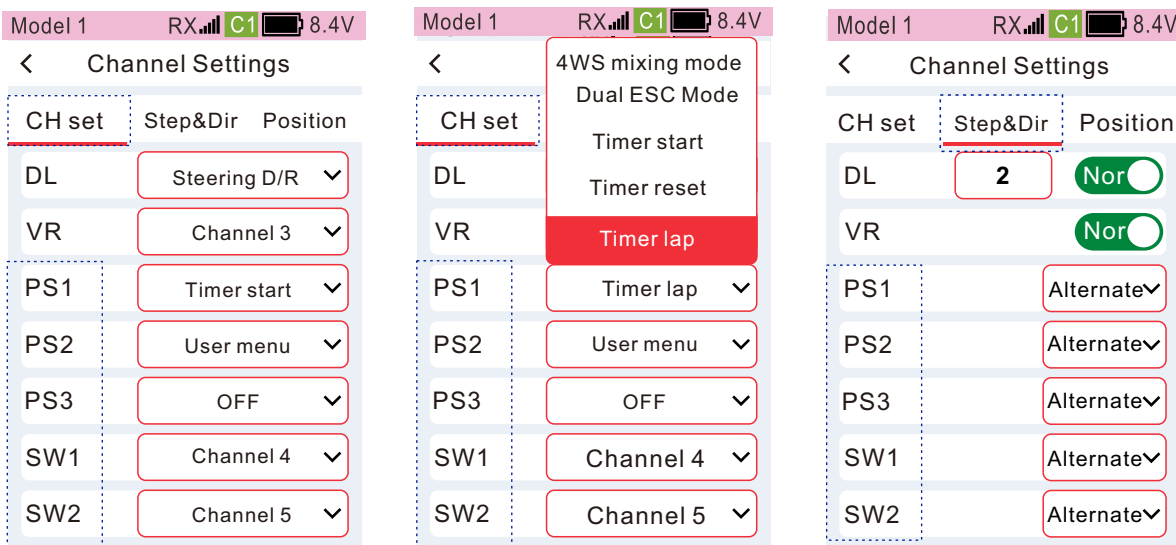 Model 1 RX C1 8.4V
Channel Settings
CH set Step&Dir Position
DL Steering D/R
VR Channel 3
PS1 Timer start
PS2 User menu
PS3 OFF
SW1 Channel 4
SW2 Channel 5
Model 1 RX C1 8.4V
4WS mixing mode
Dual ESC Mode
CH set
Timer start
DL
Timer reset
VR
Timer lap
PS1 Timer lap
PS2 User menu
PS3 OFF
SW1 Channel 4
SW2 Channel 5
Model 1 RX C1 8.4V
Channel Settings
CH set Step&Dir Position
DL 2 Nor
VR Nor
PS1 Alternate
PS2 Alternate
PS3 Alternate
SW1 Alternate
SW2 Alternate